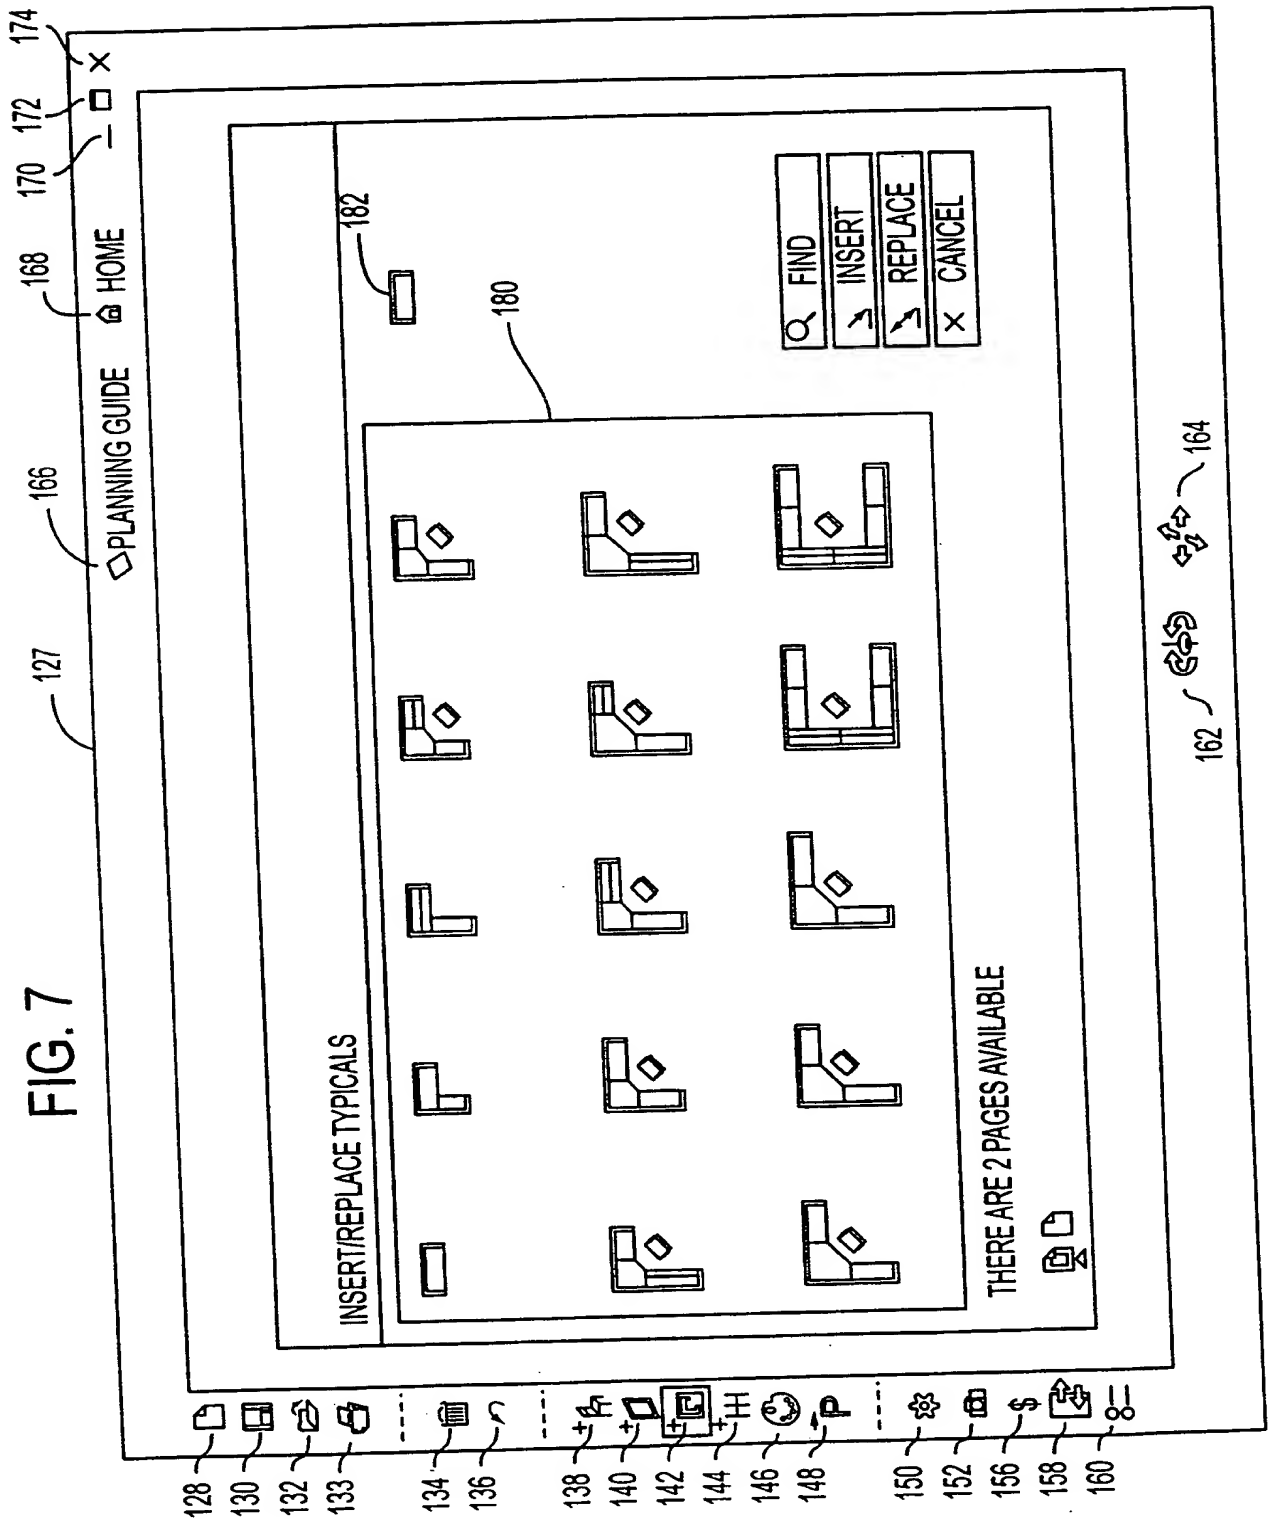 FIG. 7
127
166
168
170
172
174
PLANNING GUIDE
HOME
X
128
130
132
133
134
136
138
140
142
144
146
148
150
152
156
158
160
P
$
INSERT/REPLACE TYPICALS
182
180
FIND
INSERT
REPLACE
X CANCEL
THERE ARE 2 PAGES AVAILABLE
162
164